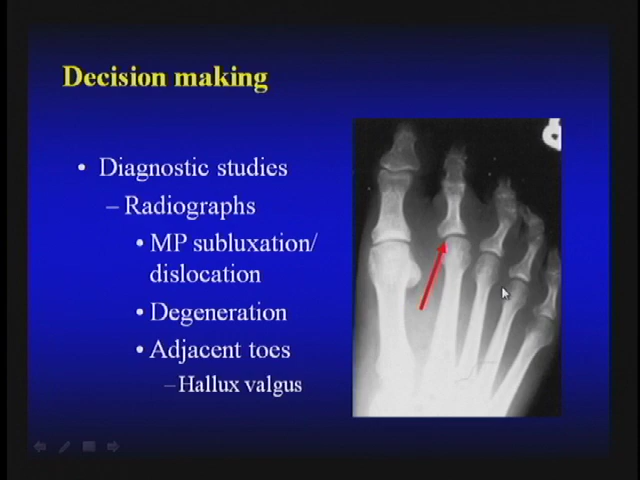 Decision making
• Diagnostic studies
– Radiographs
• MP subluxation/
dislocation
• Degeneration
• Adjacent toes
– Hallux valgus